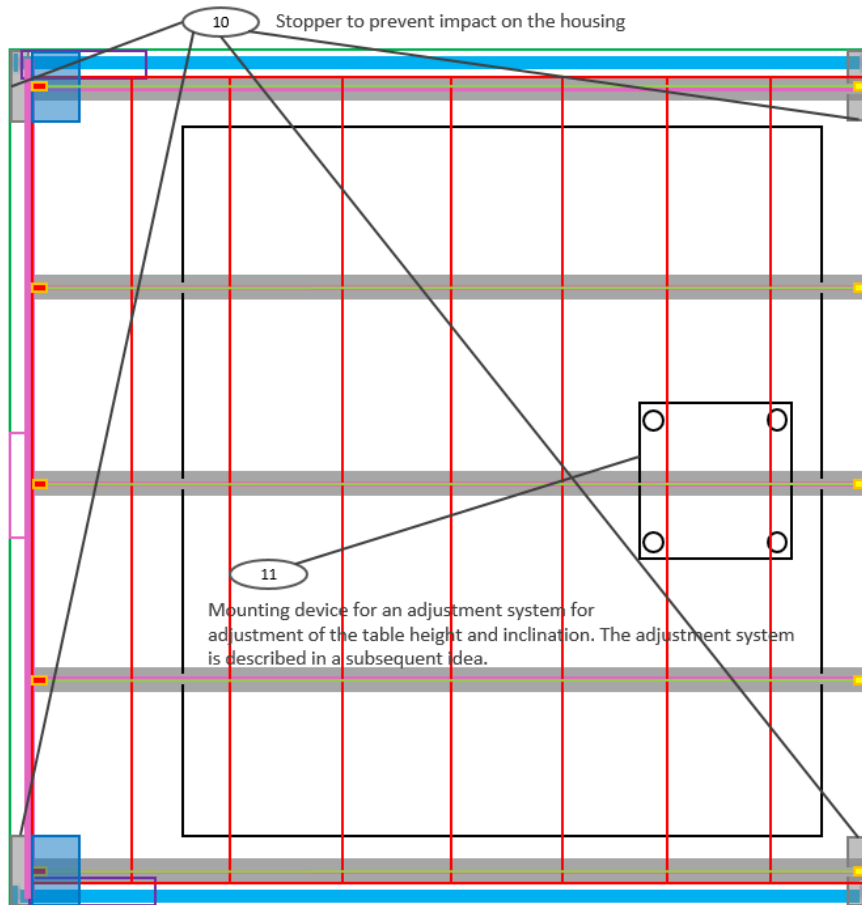 10
Stopper to prevent impact on the housing
11
Mounting device for an adjustment system for
adjustment of the table height and inclination. The adjustment system
is described in a subsequent idea.